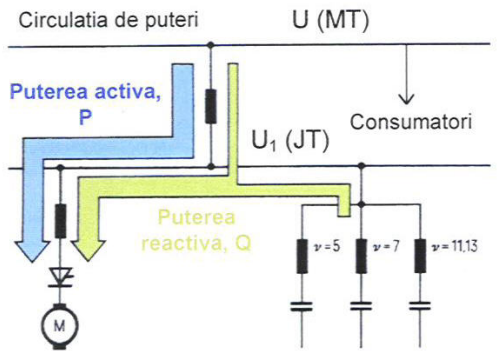 Circulatia de puteri
U (MT)
Puterea activa,
P
Consumatori
U₁ (JT)
Puterea
reactiva, Q
ν=5
ν=7
ν=11,13
M